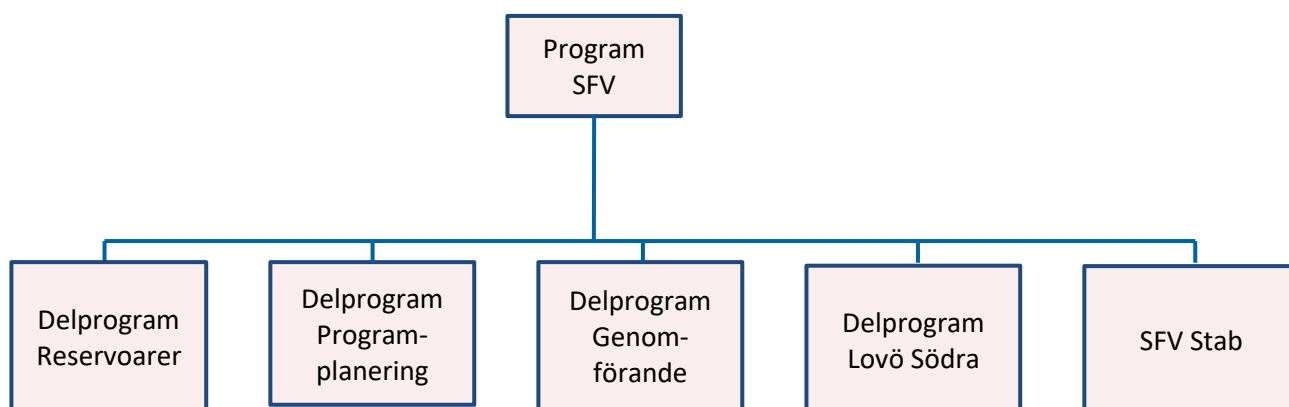 Program
SFV
Delprogram
Reservoarer
Delprogram
Program-
planering
Delprogram
Genom-
förande
Delprogram
Lovö Södra
SFV Stab